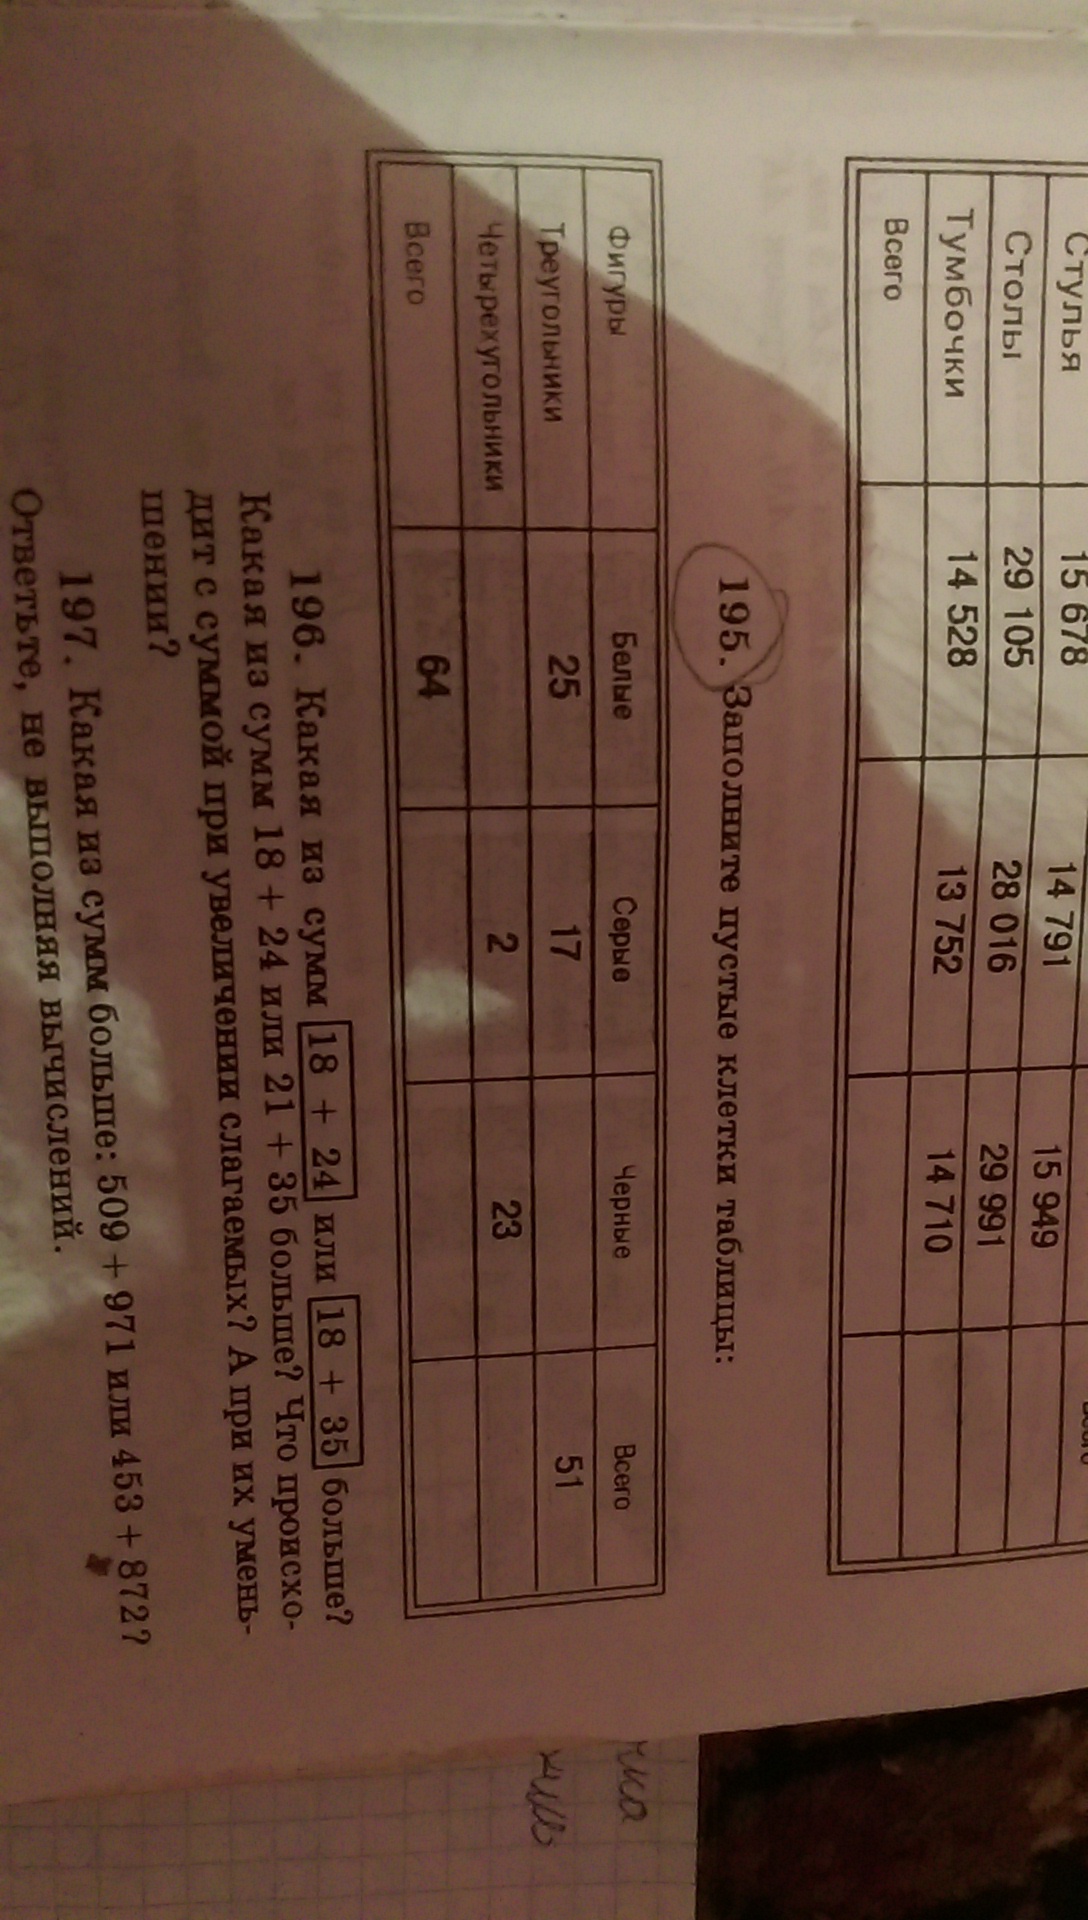 Стулья 15 678 14 791 15 949
Столы 29 105 28 016 29 991
Тумбочки 14 528 13 752 14 710
Всего
195. Заполните пустые клетки таблицы:
Фигуры Белые Серые Черные Всего
Треугольники 25 17 51
Четырехугольники 2 23
Всего 64
196. Какая из сумм 18 + 24 или 18 + 35 больше?
Какая из сумм 18 + 24 или 21 + 35 больше? Что происхо-
дит с суммой при увеличении слагаемых? А при их умень-
шении?
197. Какая из сумм больше: 509 + 971 или 453 + 872?
Ответьте, не выполняя вычислений.